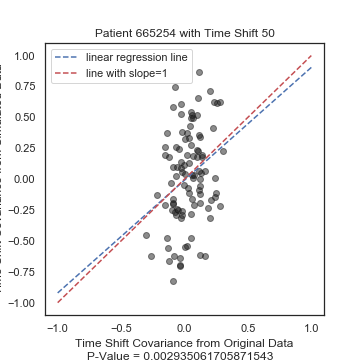 Patient 665254 with Time Shift 50
linear regression line
line with slope=1
1.00
0.75
0.50
0.25
0.00
−0.25
−0.50
−0.75
−1.00
−1.0
−0.5
0.0
0.5
1.0
Time Shift Covariance from Original Data
P-Value = 0.002935061705871543